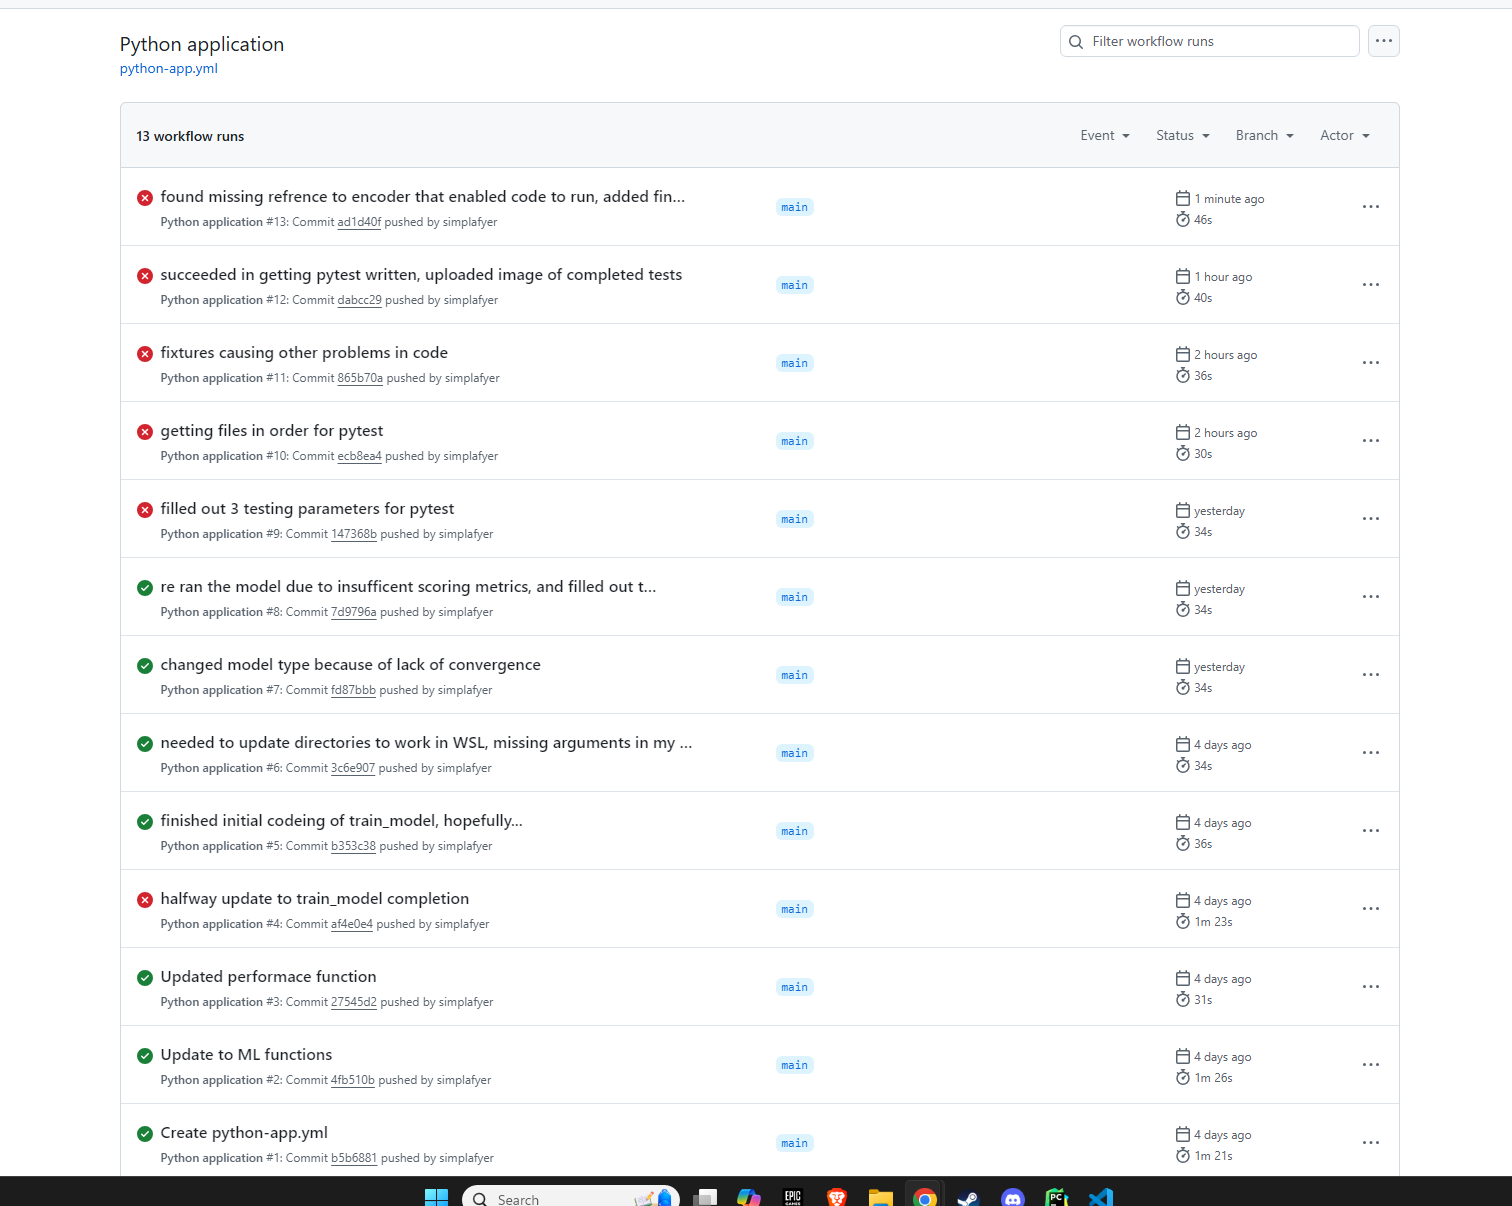 Python application
Filter workflow runs
python-app.yml
13 workflow runs
Event
Status
Branch
Actor
found missing refrence to encoder that enabled code to run, added fin...
Python application #13: Commit ad1d40f pushed by simplafyer
main
1 minute ago
46s
succeeded in getting pytest written, uploaded image of completed tests
Python application #12: Commit dabcc29 pushed by simplafyer
main
1 hour ago
40s
fixtures causing other problems in code
Python application #11: Commit 865b70a pushed by simplafyer
main
2 hours ago
36s
getting files in order for pytest
Python application #10: Commit ecb8ea4 pushed by simplafyer
main
2 hours ago
30s
filled out 3 testing parameters for pytest
Python application #9: Commit 147368b pushed by simplafyer
main
yesterday
34s
re ran the model due to insufficent scoring metrics, and filled out t...
Python application #8: Commit 7d9796a pushed by simplafyer
main
yesterday
34s
changed model type because of lack of convergence
Python application #7: Commit fd87bbb pushed by simplafyer
main
yesterday
34s
needed to update directories to work in WSL, missing arguments in my ...
Python application #6: Commit 3c6e907 pushed by simplafyer
main
4 days ago
34s
finished initial codeing of train_model, hopefully...
Python application #5: Commit b353c38 pushed by simplafyer
main
4 days ago
36s
halfway update to train_model completion
Python application #4: Commit af4e0e4 pushed by simplafyer
main
4 days ago
1m 23s
Updated performace function
Python application #3: Commit 27545d2 pushed by simplafyer
main
4 days ago
31s
Update to ML functions
Python application #2: Commit 4fb510b pushed by simplafyer
main
4 days ago
1m 26s
Create python-app.yml
Python application #1: Commit b5b6881 pushed by simplafyer
main
4 days ago
1m 21s
Search
EPIC
GAMES
PC